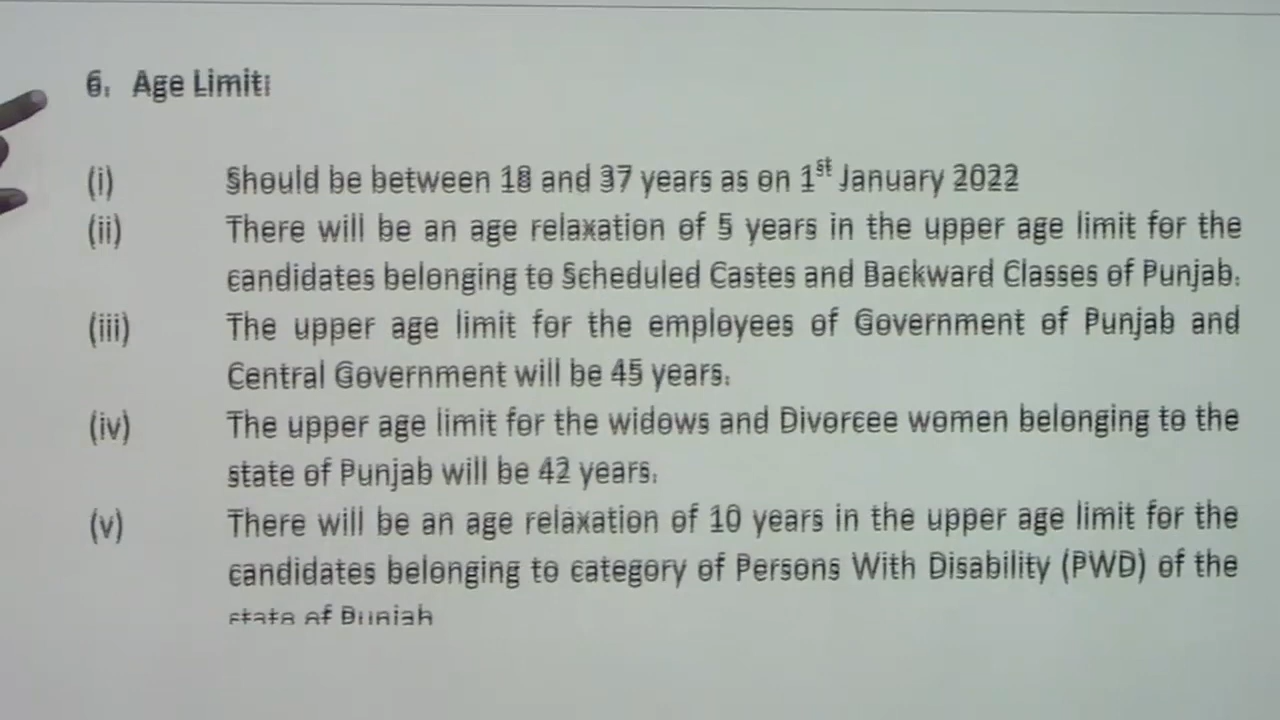 6. Age Limit:
(i) Should be between 18 and 37 years as on 1st January 2022
(ii) There will be an age relaxation of 5 years in the upper age limit for the
candidates belonging to Scheduled Castes and Backward Classes of Punjab.
(iii) The upper age limit for the employees of Government of Punjab and
Central Government will be 45 years.
(iv) The upper age limit for the widows and Divorcee women belonging to the
state of Punjab will be 42 years.
(v) There will be an age relaxation of 10 years in the upper age limit for the
candidates belonging to category of Persons With Disability (PWD) of the
state of Punjab